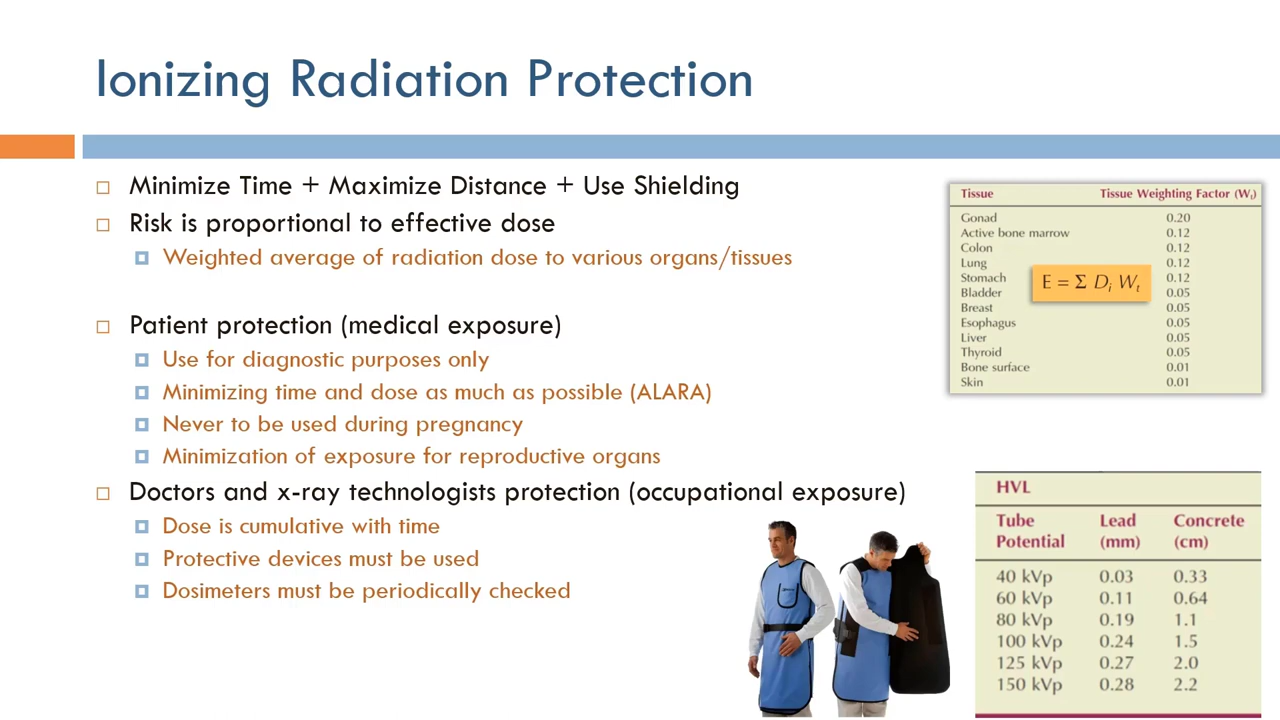 Ionizing Radiation Protection
Minimize Time + Maximize Distance + Use Shielding
Risk is proportional to effective dose
Weighted average of radiation dose to various organs/tissues
Patient protection (medical exposure)
Use for diagnostic purposes only
Minimizing time and dose as much as possible (ALARA)
Never to be used during pregnancy
Minimization of exposure for reproductive organs
Doctors and x-ray technologists protection (occupational exposure)
Dose is cumulative with time
Protective devices must be used
Dosimeters must be periodically checked
Tissue Tissue Weighting Factor (Wₜ)
Gonad 0.20
Active bone marrow 0.12
Colon 0.12
Lung 0.12
Stomach 0.12
Bladder 0.05
Breast 0.05
Esophagus 0.05
Liver 0.05
Thyroid 0.05
Bone surface 0.01
Skin 0.01
E = Σ Dᵢ Wₜ
HVL
Tube Lead Concrete
Potential (mm) (cm)
40 kVp 0.03 0.33
60 kVp 0.11 0.64
80 kVp 0.19 1.1
100 kVp 0.24 1.5
125 kVp 0.27 2.0
150 kVp 0.28 2.2